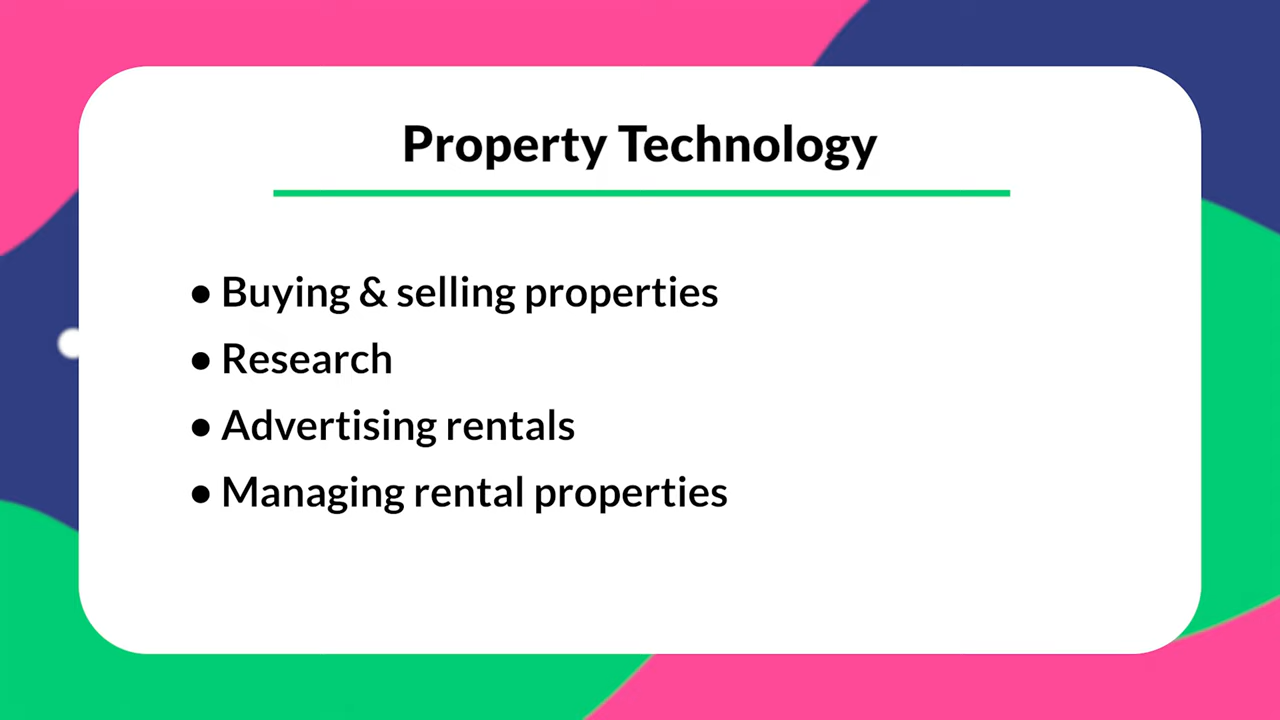 Property Technology
● Buying & selling properties
● Research
● Advertising rentals
● Managing rental properties